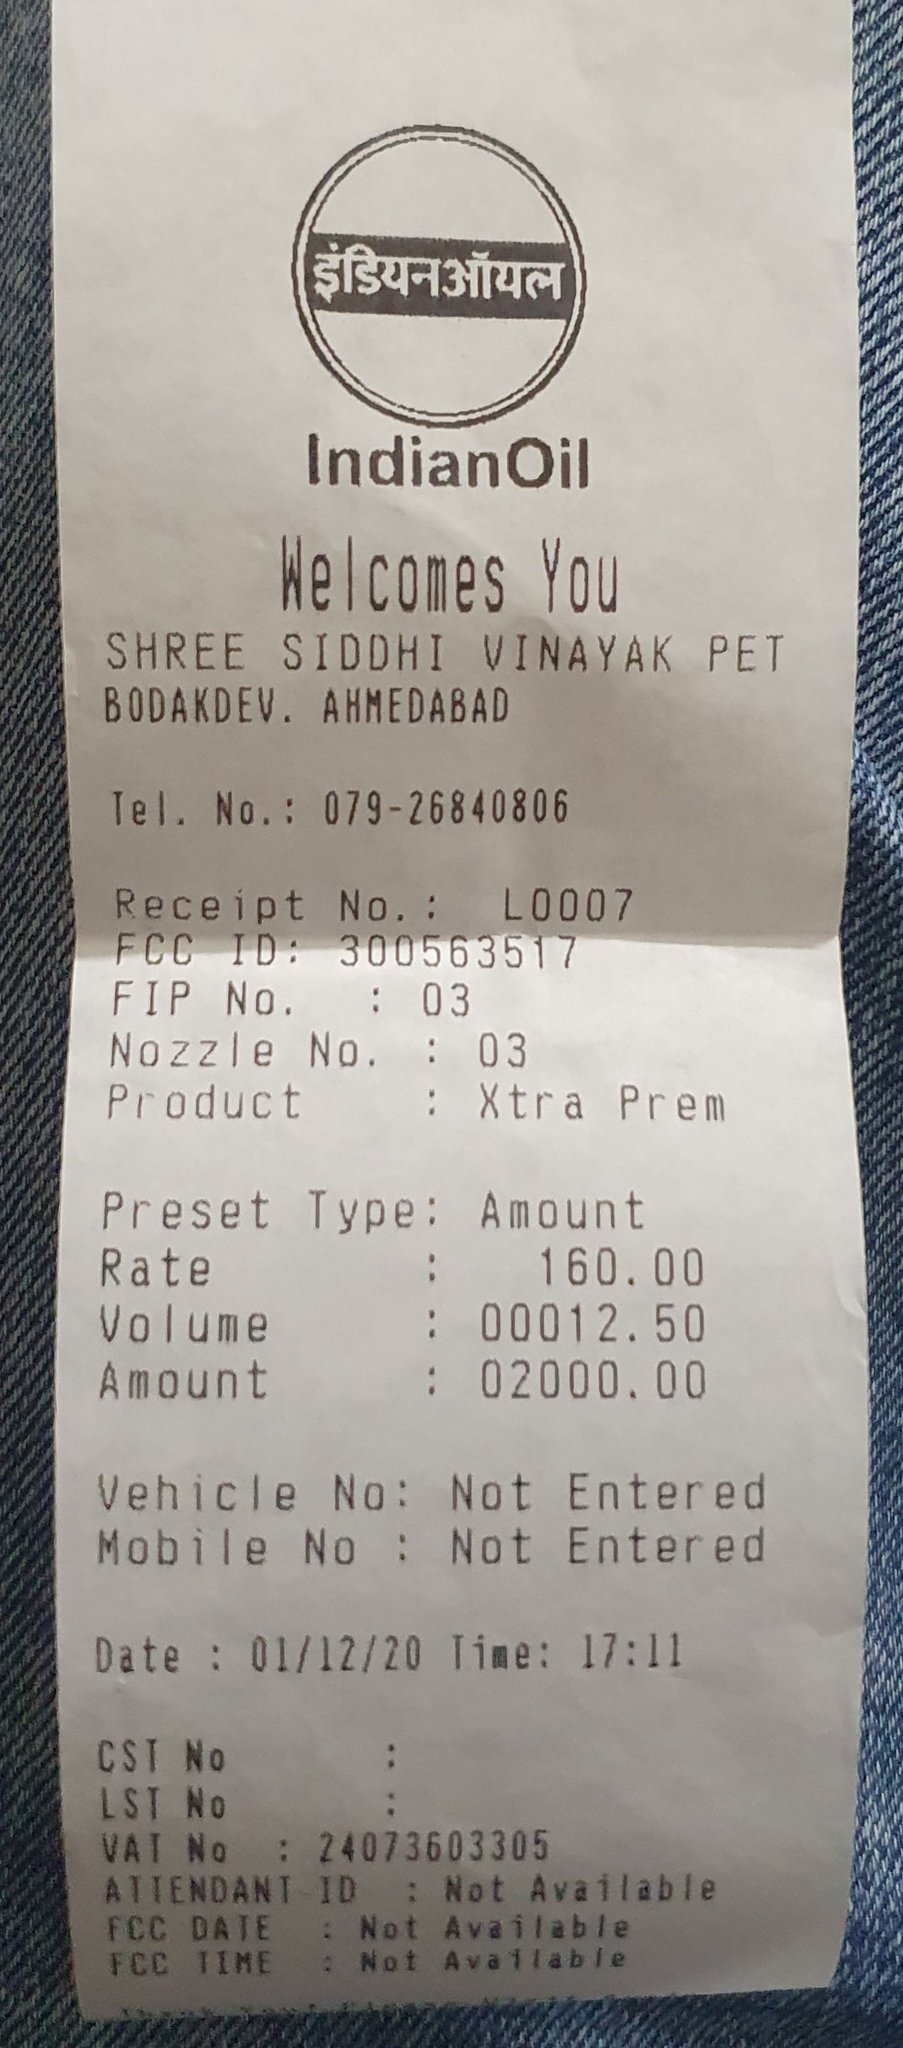 इंडियनऑयल
IndianOil
Welcomes You
SHREE SIDDHI VINAYAK PET
BODAKDEV. AHMEDABAD
Tel. No.: 079-26840806
Receipt No.: L0007
FCC ID: 300563517
FIP No. : 03
Nozzle No. : 03
Product : Xtra Prem
Preset Type: Amount
Rate : 160.00
Volume : 00012.50
Amount : 02000.00
Vehicle No: Not Entered
Mobile No : Not Entered
Date : 01/12/20 Time: 17:11
CST No :
LST No :
VAT No : 24073603305
ATTENDANT ID : Not Available
FCC DATE : Not Available
FCC TIME : Not Available